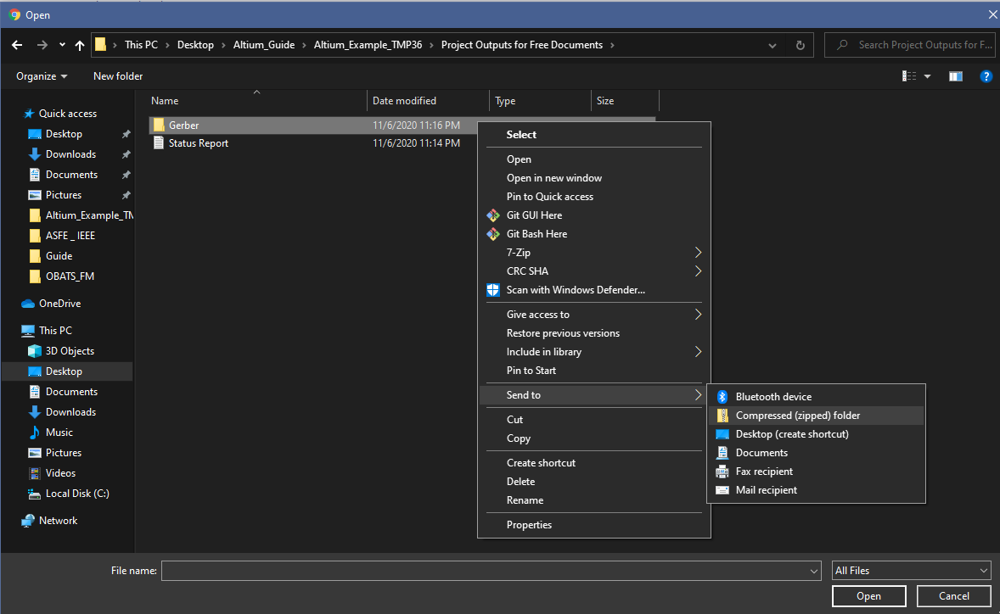 Open
This PC > Desktop > Altium_Guide > Altium_Example_TMP36 > Project Outputs for Free Documents >
Search Project Outputs for F...
Organize New folder
Name Date modified Type Size
Gerber 11/6/2020 11:16 PM
Status Report 11/6/2020 11:14 PM
Quick access
Desktop
Downloads
Documents
Pictures
Altium_Example_TM
ASFE _ IEEE
Guide
OBATS_FM
OneDrive
This PC
3D Objects
Desktop
Documents
Downloads
Music
Pictures
Videos
Local Disk (C:)
Network
Select
Open
Open in new window
Pin to Quick access
Git GUI Here
Git Bash Here
7-Zip
CRC SHA
Scan with Windows Defender...
Give access to
Restore previous versions
Include in library
Pin to Start
Send to
Cut
Copy
Create shortcut
Delete
Rename
Properties
Bluetooth device
Compressed (zipped) folder
Desktop (create shortcut)
Documents
Fax recipient
Mail recipient
File name:
All Files
Open Cancel